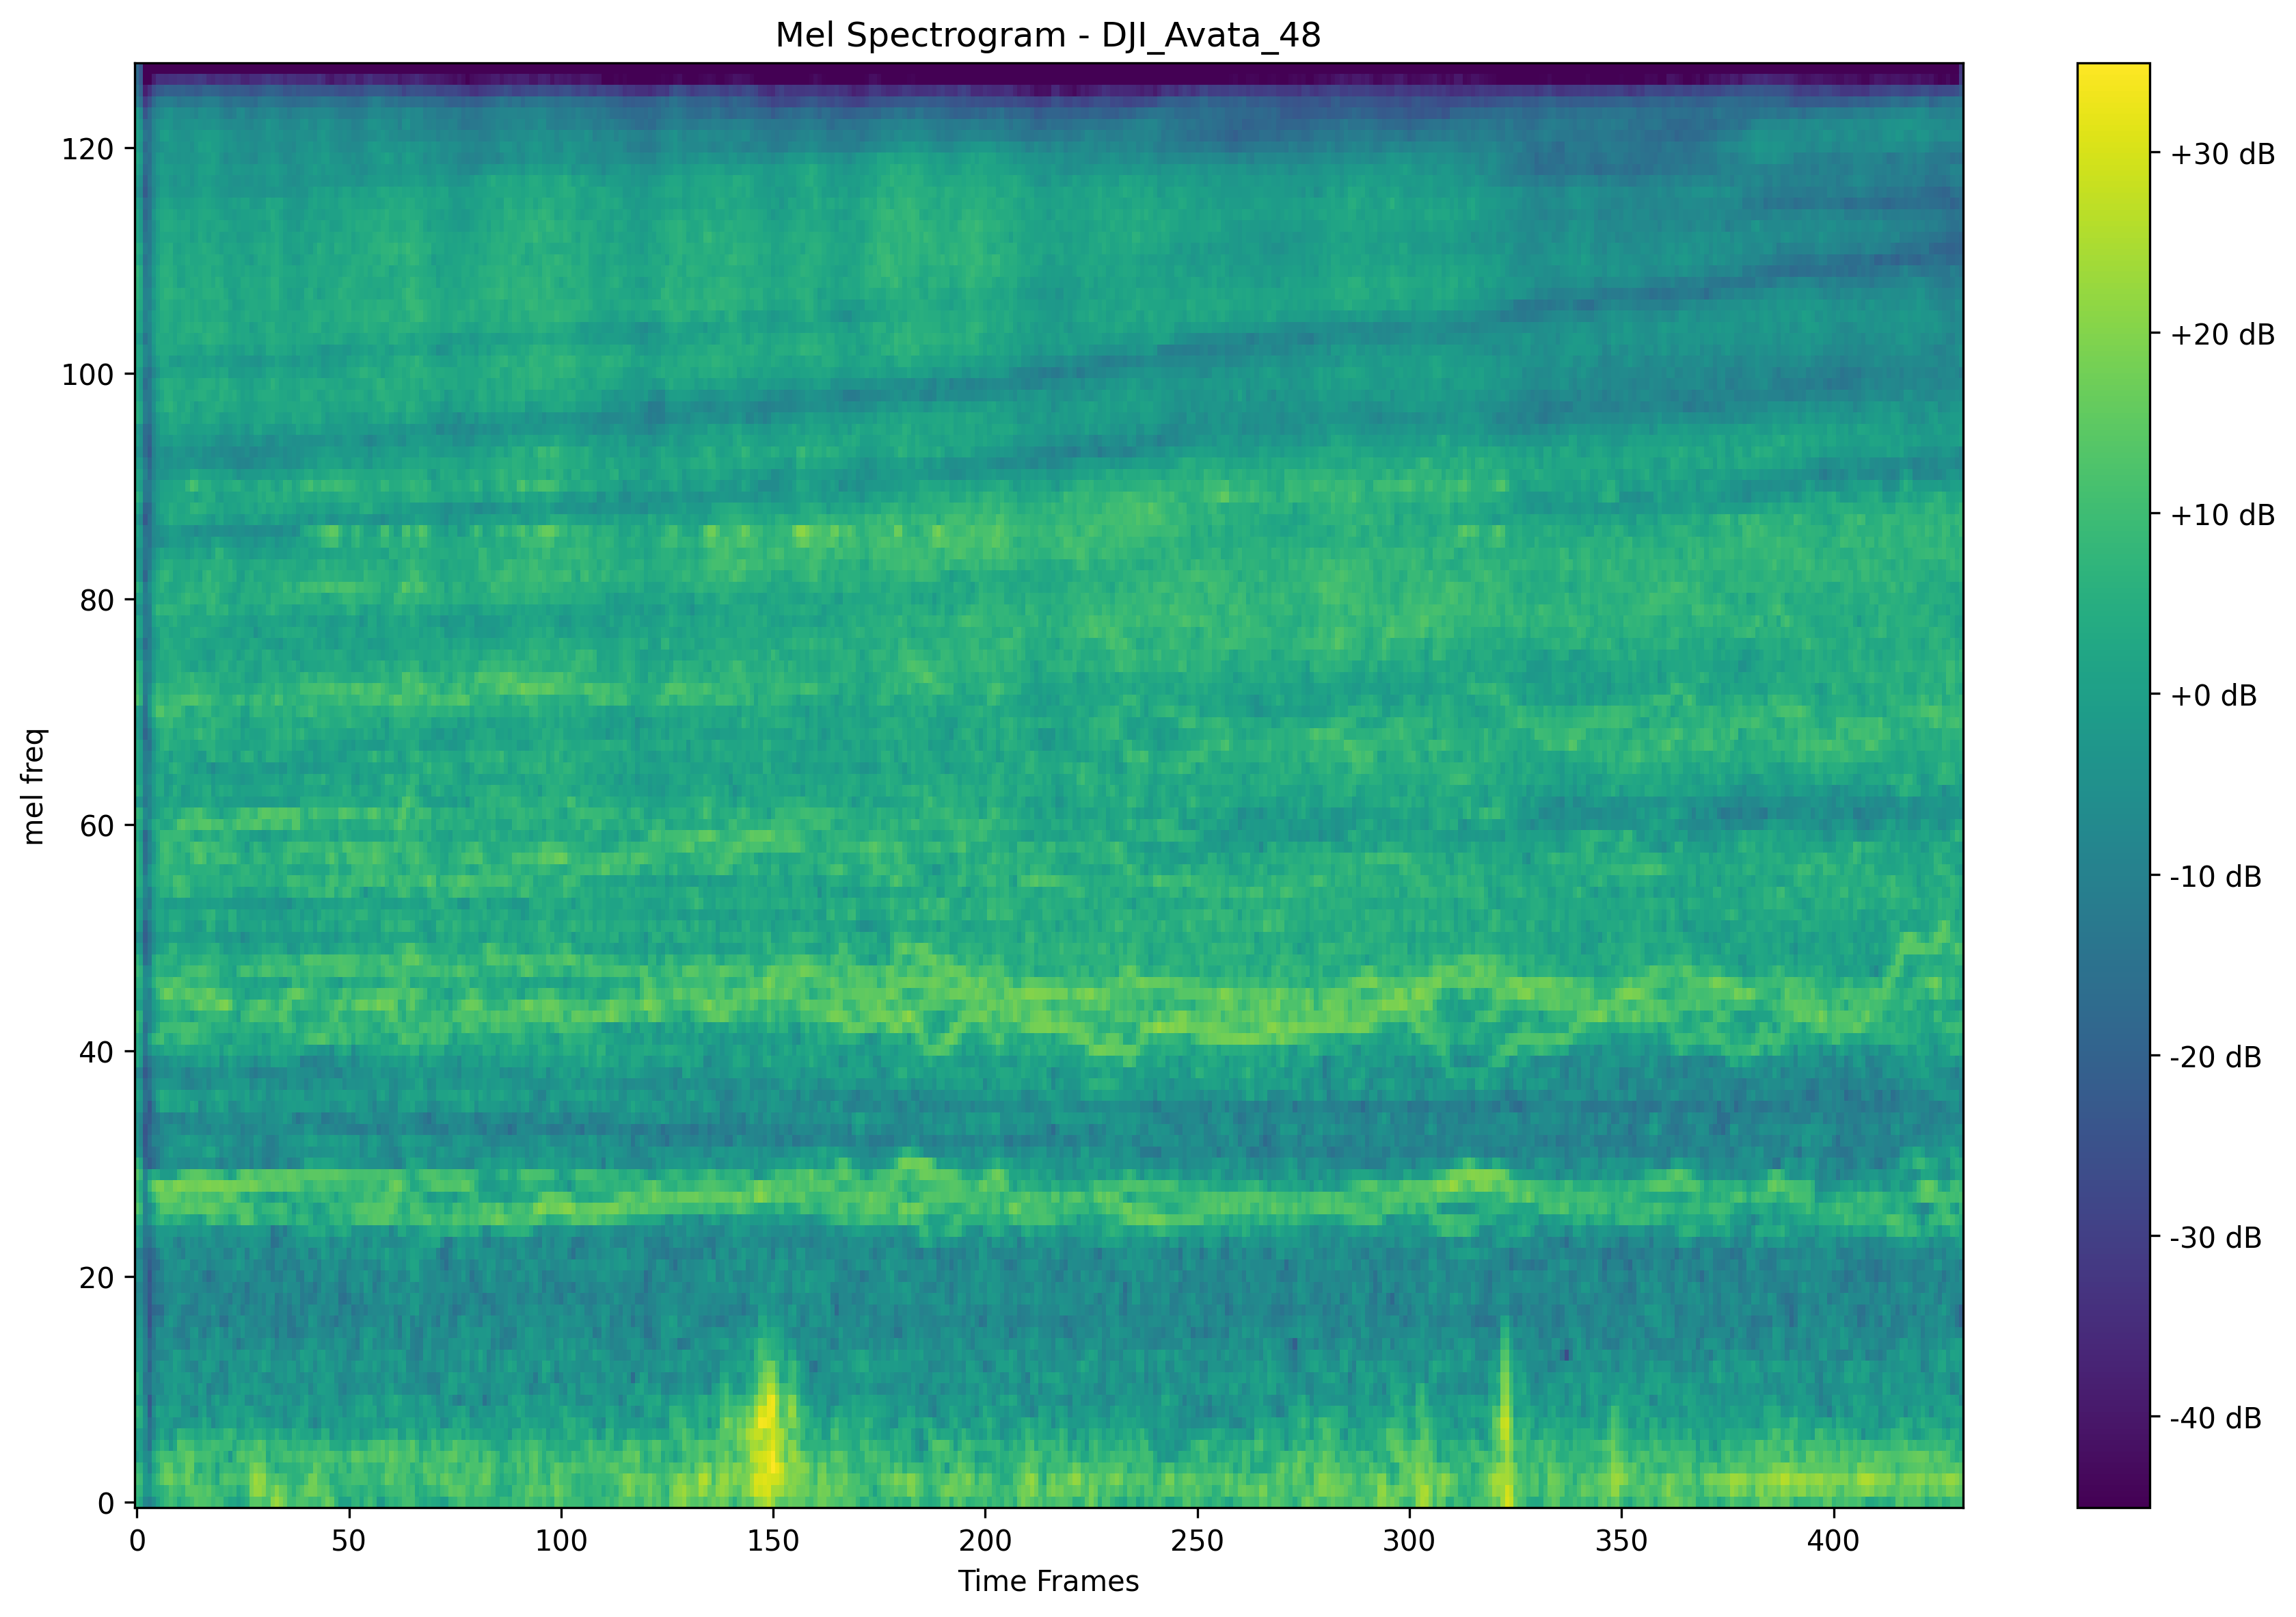 Mel Spectrogram - DJI_Avata_48
mel freq
120
100
80
60
40
20
0
0 50 100 150 200 250 300 350 400
Time Frames
+30 dB
+20 dB
+10 dB
+0 dB
-10 dB
-20 dB
-30 dB
-40 dB